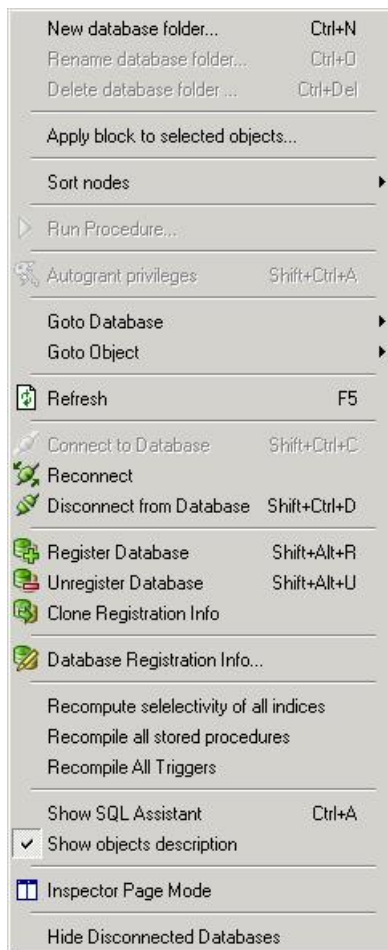 New database folder... Ctrl+N
Rename database folder... Ctrl+O
Delete database folder ... Ctrl+Del
Apply block to selected objects...
Sort nodes
Run Procedure...
Autogrant privileges Shift+Ctrl+A
Goto Database
Goto Object
Refresh F5
Connect to Database Shift+Ctrl+C
Reconnect
Disconnect from Database Shift+Ctrl+D
Register Database Shift+Alt+R
Unregister Database Shift+Alt+U
Clone Registration Info
Database Registration Info...
Recompute selelectivity of all indices
Recompile all stored procedures
Recompile All Triggers
Show SQL Assistant Ctrl+A
Show objects description
Inspector Page Mode
Hide Disconnected Databases